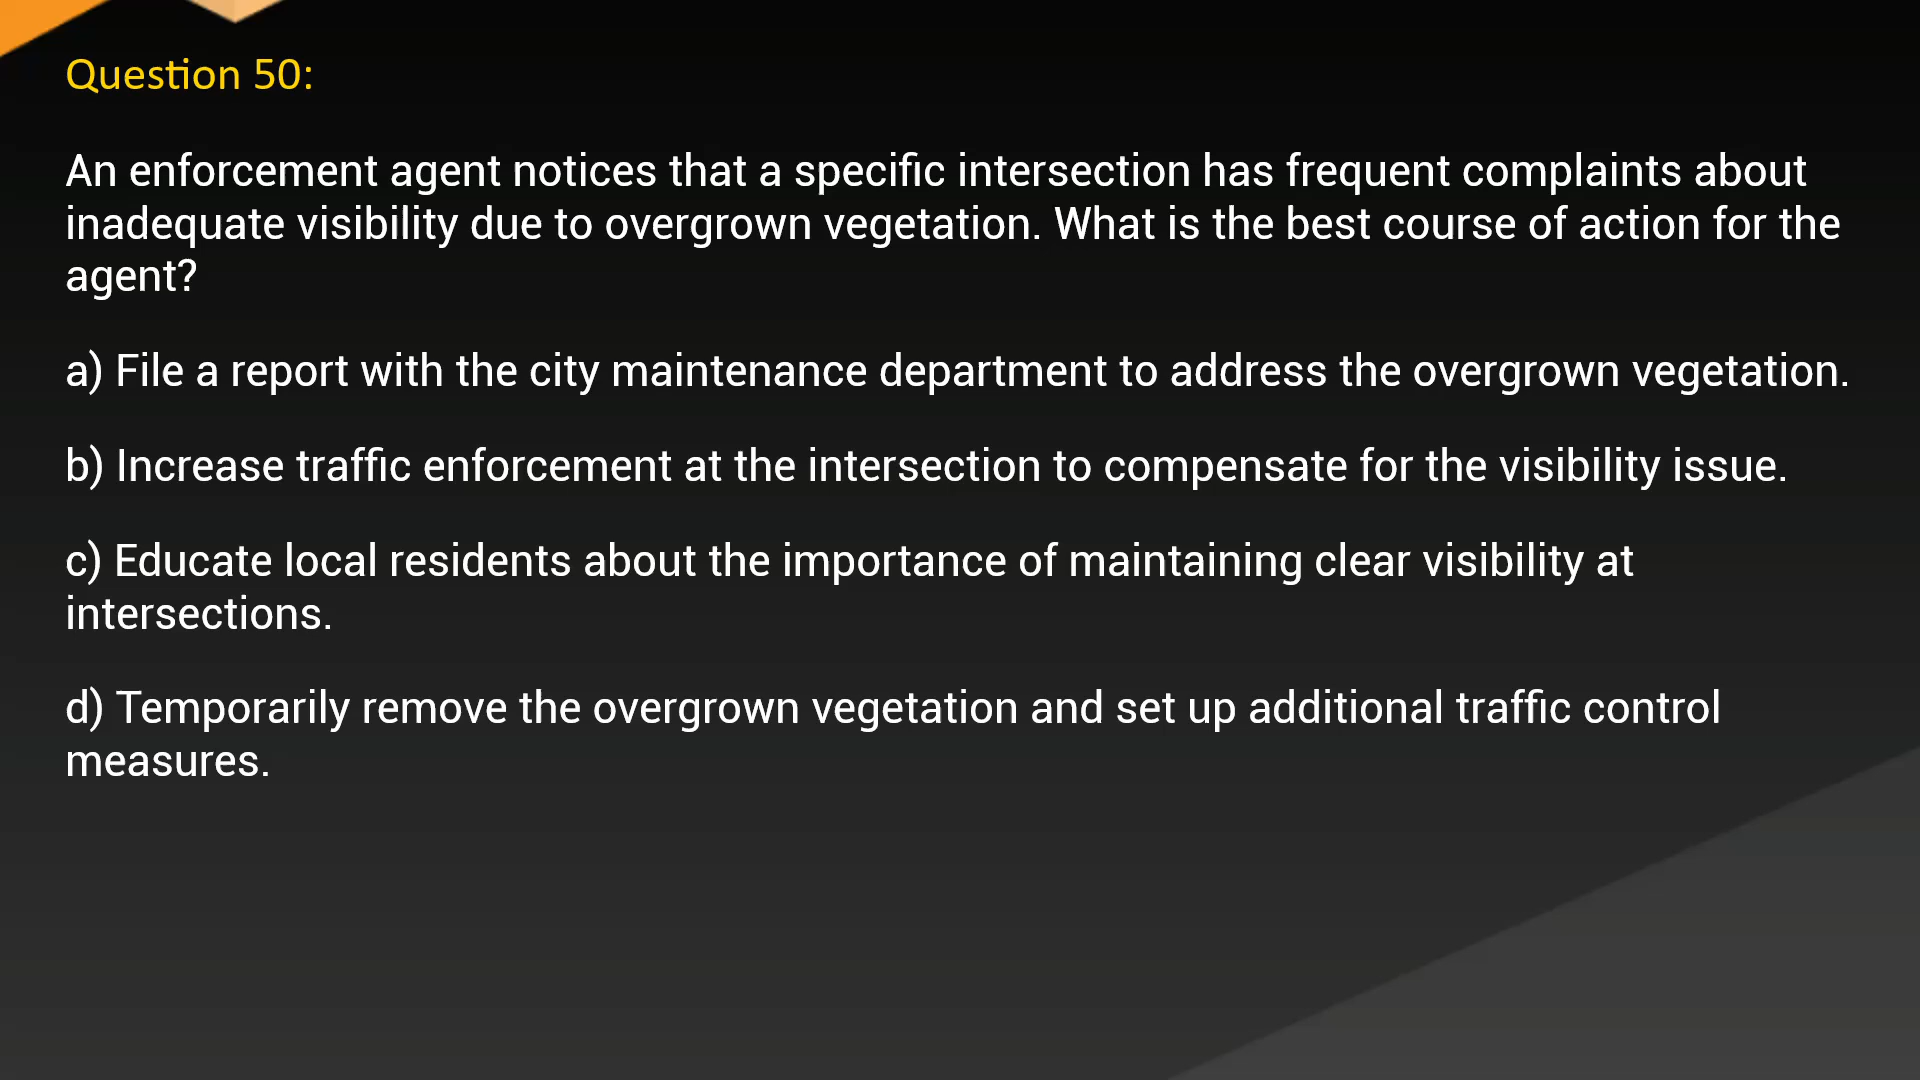 Question 50:
An enforcement agent notices that a specific intersection has frequent complaints about
inadequate visibility due to overgrown vegetation. What is the best course of action for the
agent?
a) File a report with the city maintenance department to address the overgrown vegetation.
b) Increase traffic enforcement at the intersection to compensate for the visibility issue.
c) Educate local residents about the importance of maintaining clear visibility at
intersections.
d) Temporarily remove the overgrown vegetation and set up additional traffic control
measures.